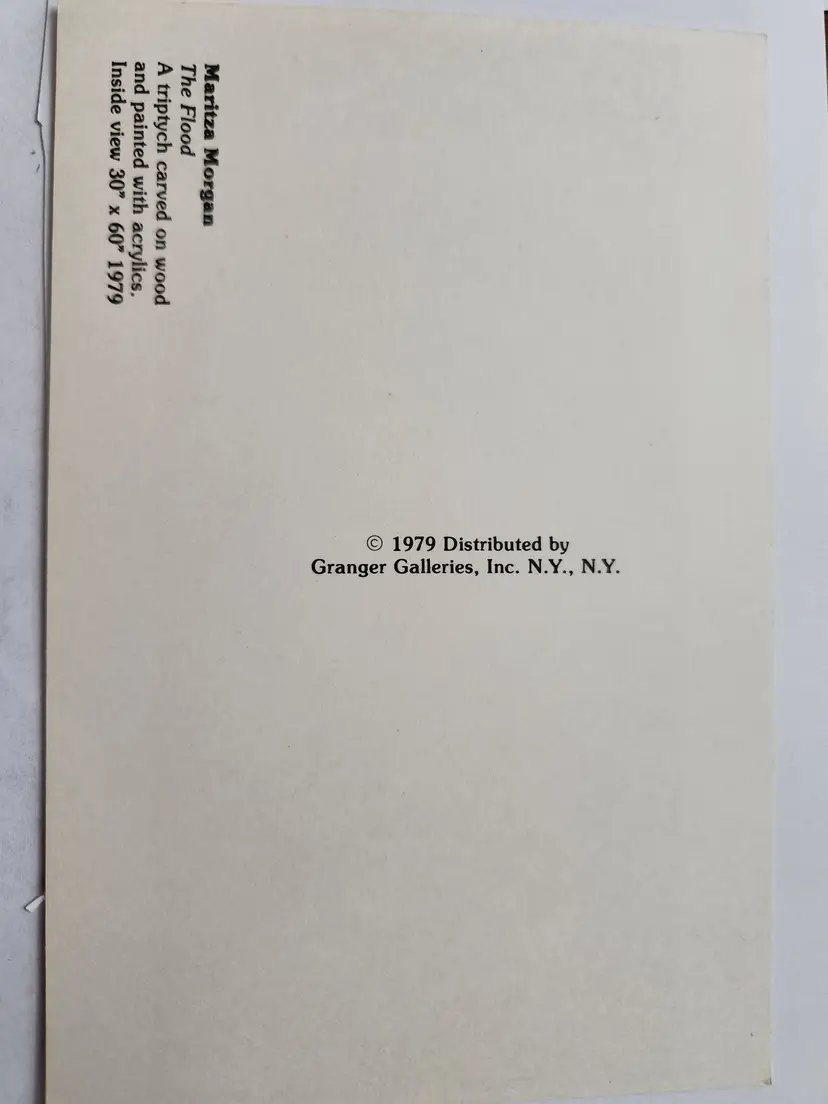 Maritza Morgan
The Flood
A triptych carved on wood
and painted with acrylics.
Inside view 30” x 60” 1979
© 1979 Distributed by
Granger Galleries, Inc. N.Y., N.Y.